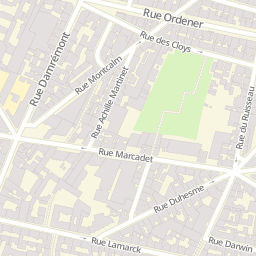 Rue Ordener
Rue des Cloys
Rue Damrémont
Rue Montcalm
Rue Achille Martinet
Rue du Ruisseau
Rue Marcadet
Rue Duhesme
Rue Lamarck
Rue Darwin